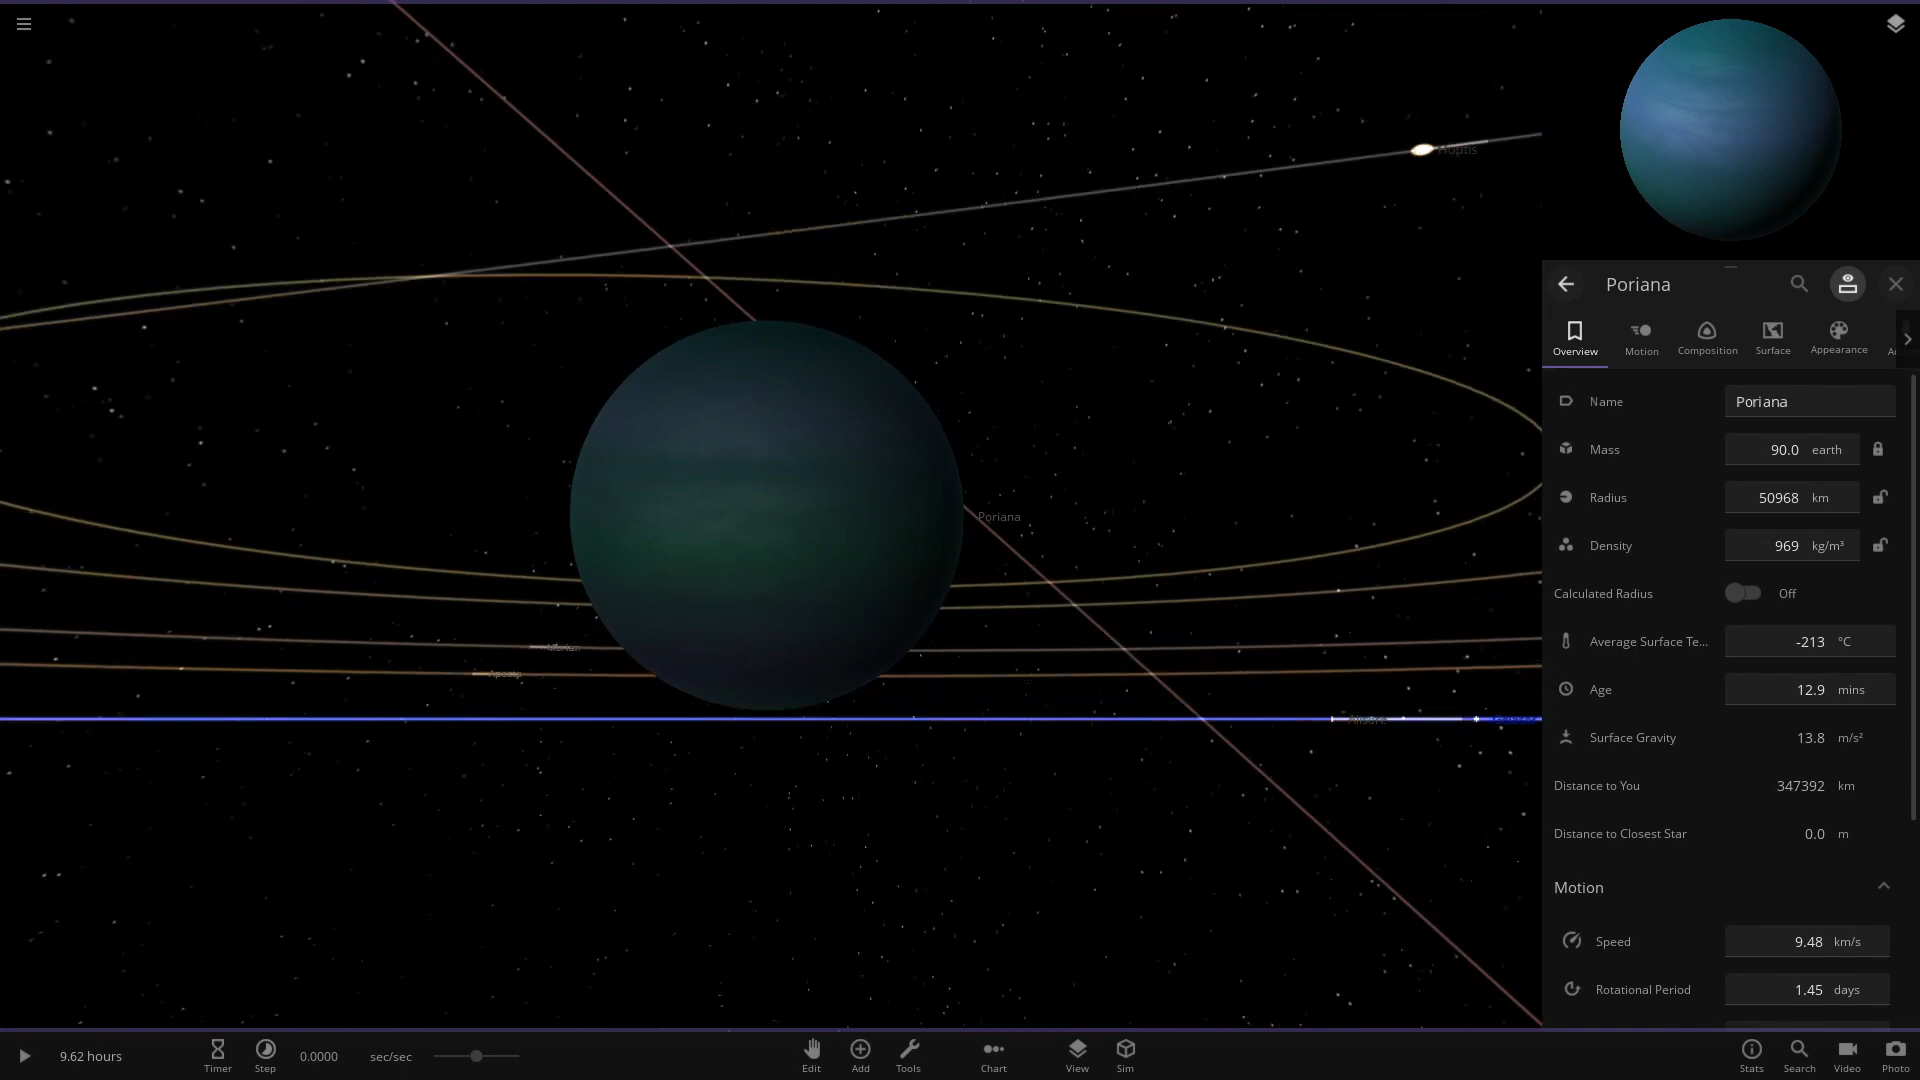 Huptis
Poriana
Overview
Motion
Composition
Surface
Appearance
Name
Poriana
Mass
90.0 earth
Radius
50968 km
Density
969 kg/m³
Calculated Radius
Off
Average Surface Te...
-213 °C
Age
12.9 mins
Surface Gravity
13.8 m/s²
Distance to You
347392 km
Distance to Closest Star
0.0 m
Motion
Speed
9.48 km/s
Rotational Period
1.45 days
Poriana
9.62 hours
Timer
Step
0.0000 sec/sec
Edit
Add
Tools
Chart
View
Sim
Stats
Search
Video
Photo